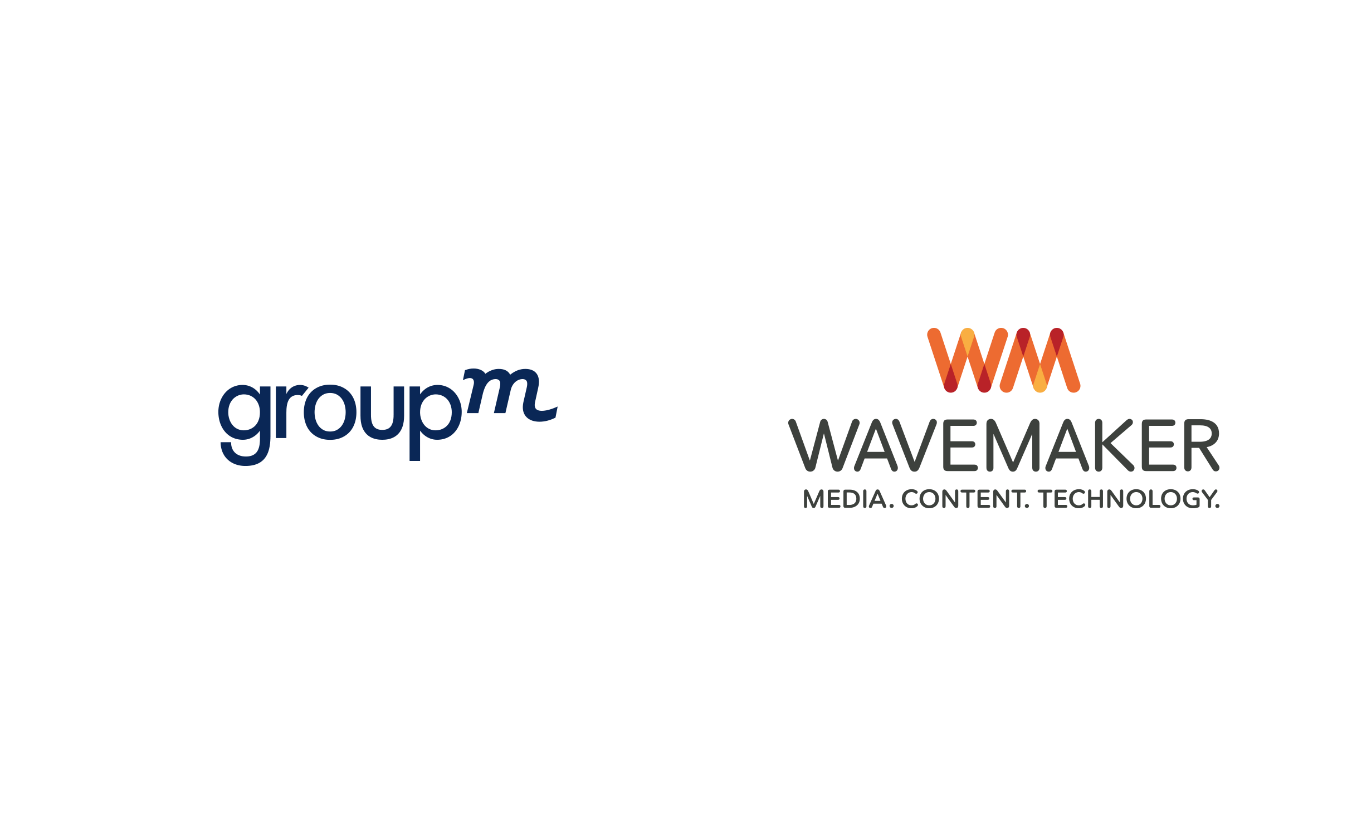 groupm
WM
WAVEMAKER
MEDIA. CONTENT. TECHNOLOGY.